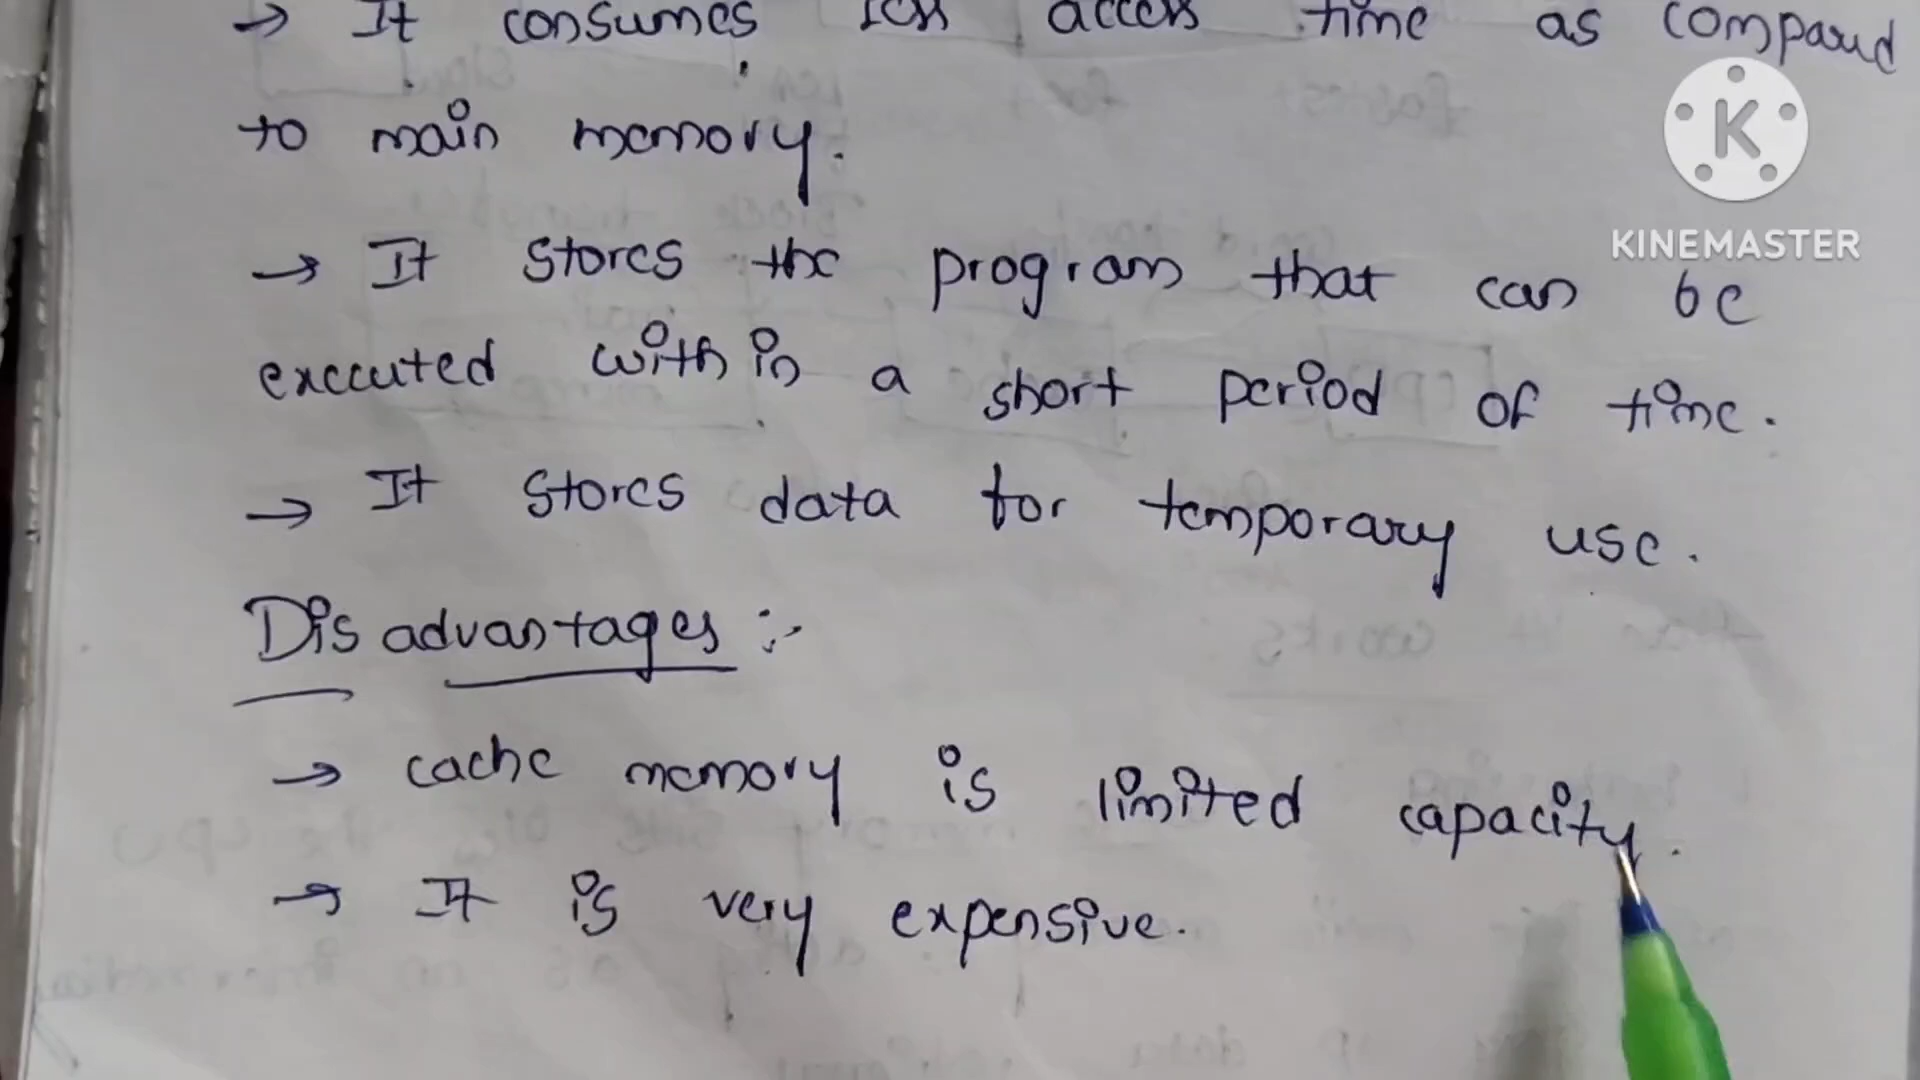 → It consumes less access time as compared
to main memory.
→ It stores the program that can be
executed within a short period of time.
→ It stores data for temporary use.
Disadvantages :-
→ cache memory is limited capacity.
→ It is very expensive.
K
KINEMASTER